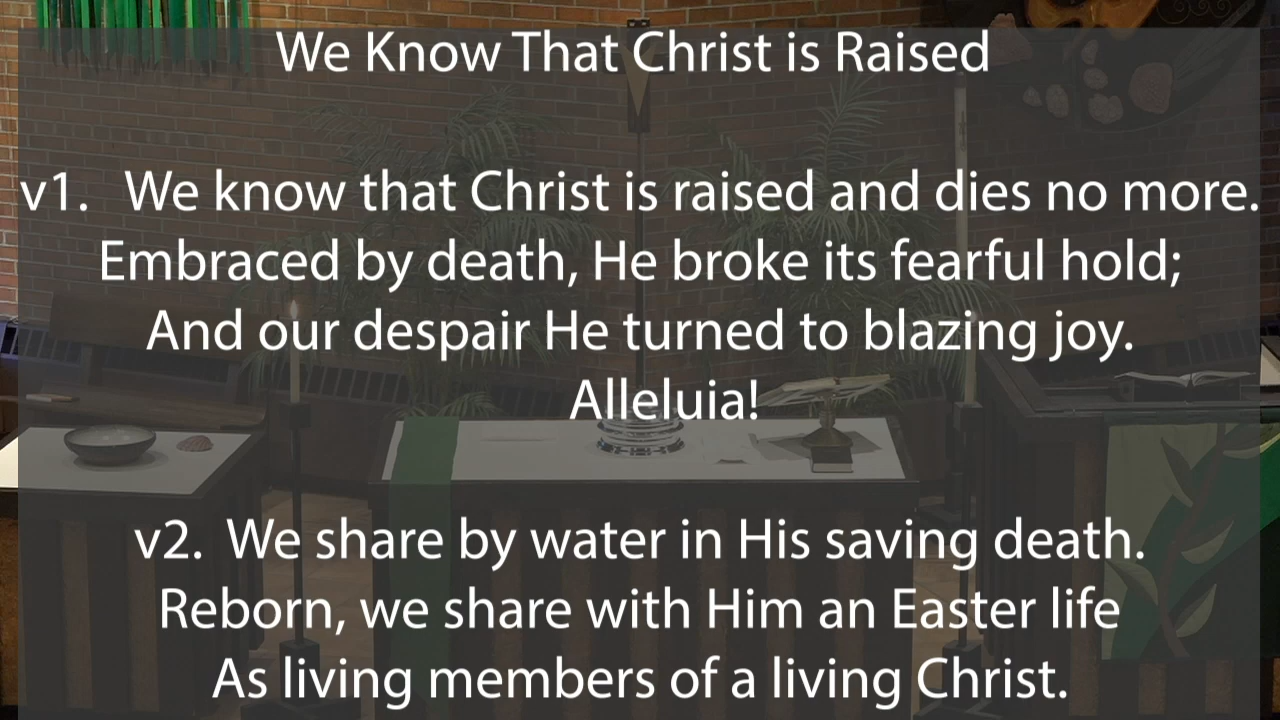 We Know That Christ is Raised
v1. We know that Christ is raised and dies no more.
Embraced by death, He broke its fearful hold;
And our despair He turned to blazing joy.
Alleluia!
v2. We share by water in His saving death.
Reborn, we share with Him an Easter life
As living members of a living Christ.